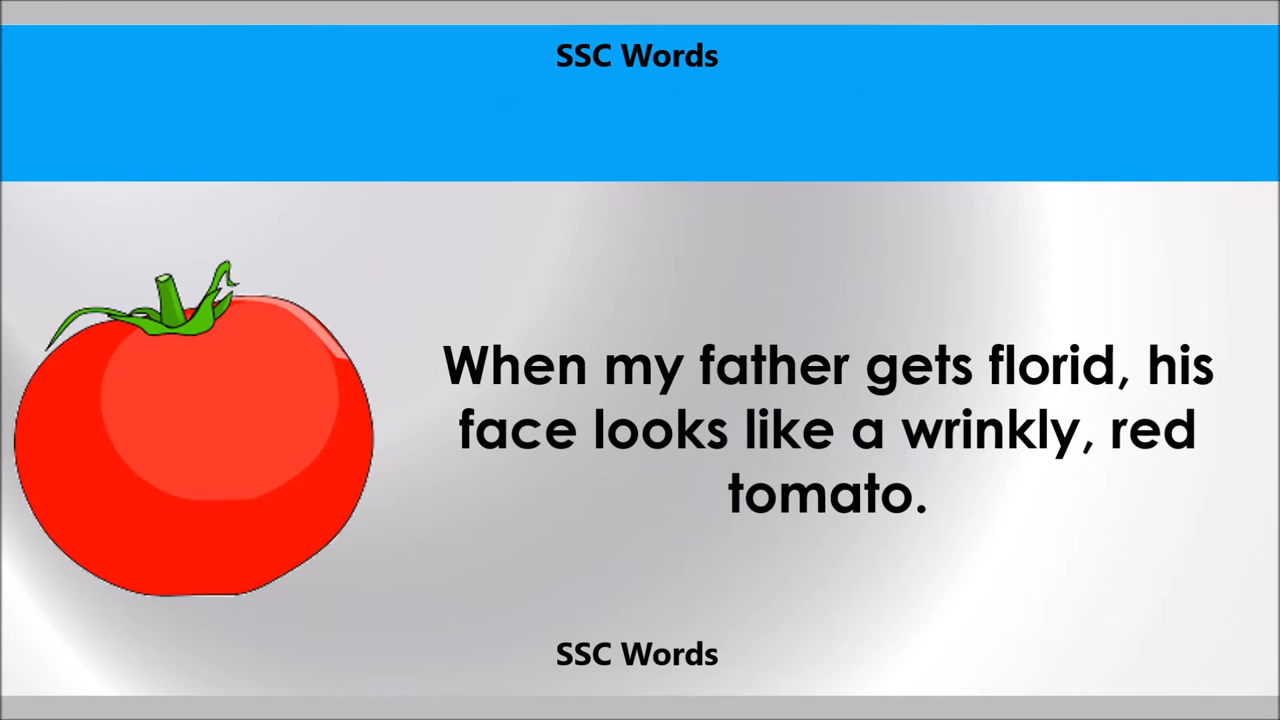 SSC Words
When my father gets florid, his
face looks like a wrinkly, red
tomato.
SSC Words